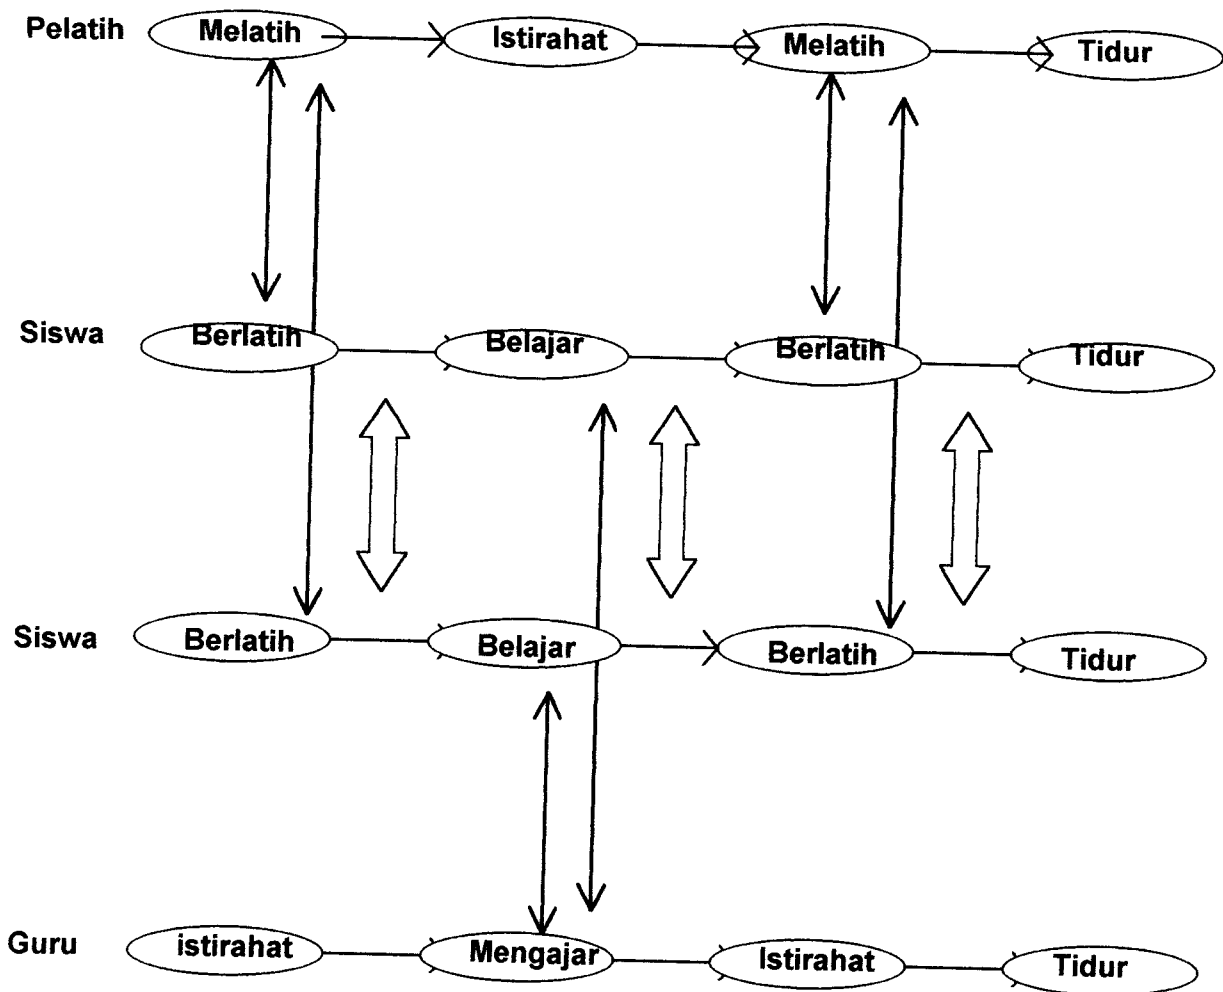 Pelatih Melatih Istirahat Melatih Tidur
Siswa Berlatih Belajar Berlatih Tidur
Siswa Berlatih Belajar Berlatih Tidur
Guru istirahat Mengajar Istirahat Tidur